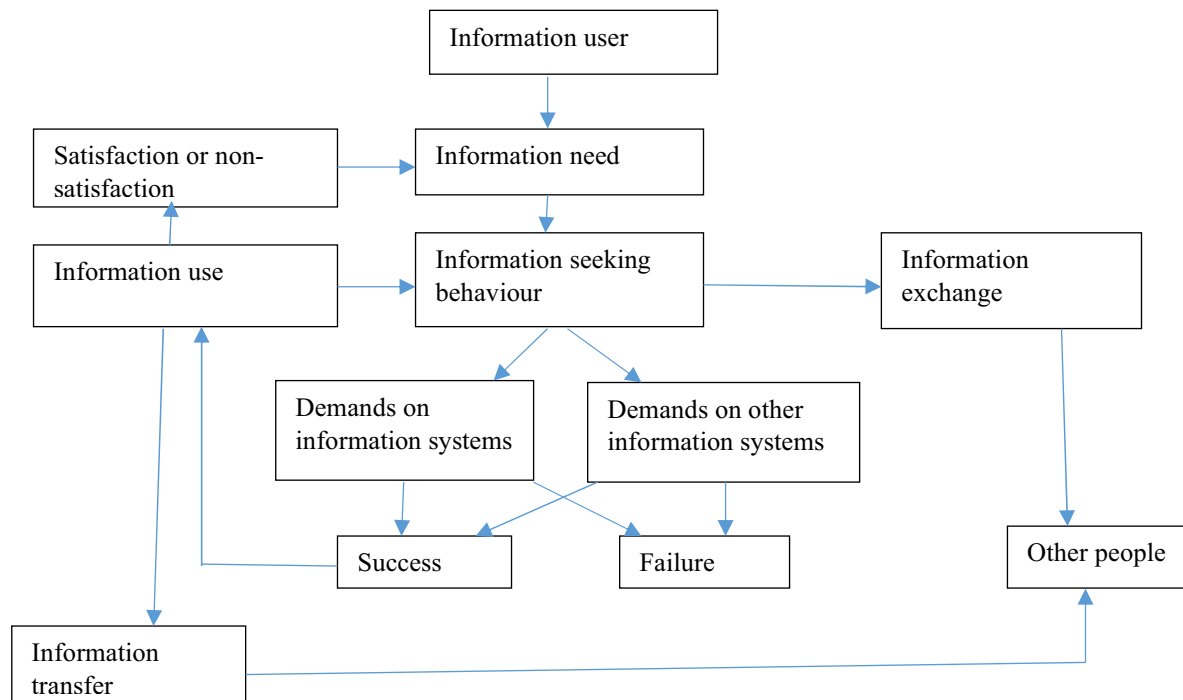 Information user
Satisfaction or non-
satisfaction
Information need
Information use
Information seeking
behaviour
Information
exchange
Demands on
information systems
Demands on other
information systems
Success
Failure
Other people
Information
transfer